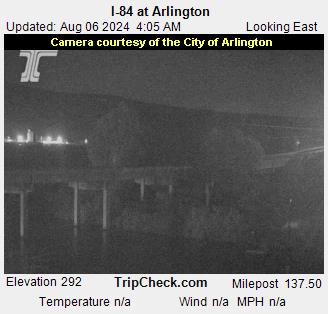 I-84 at Arlington
Updated: Aug 06 2024 4:05 AM Looking East
Camera courtesy of the City of Arlington
Elevation 292 TripCheck.com Milepost 137.50
Temperature n/a Wind n/a MPH n/a